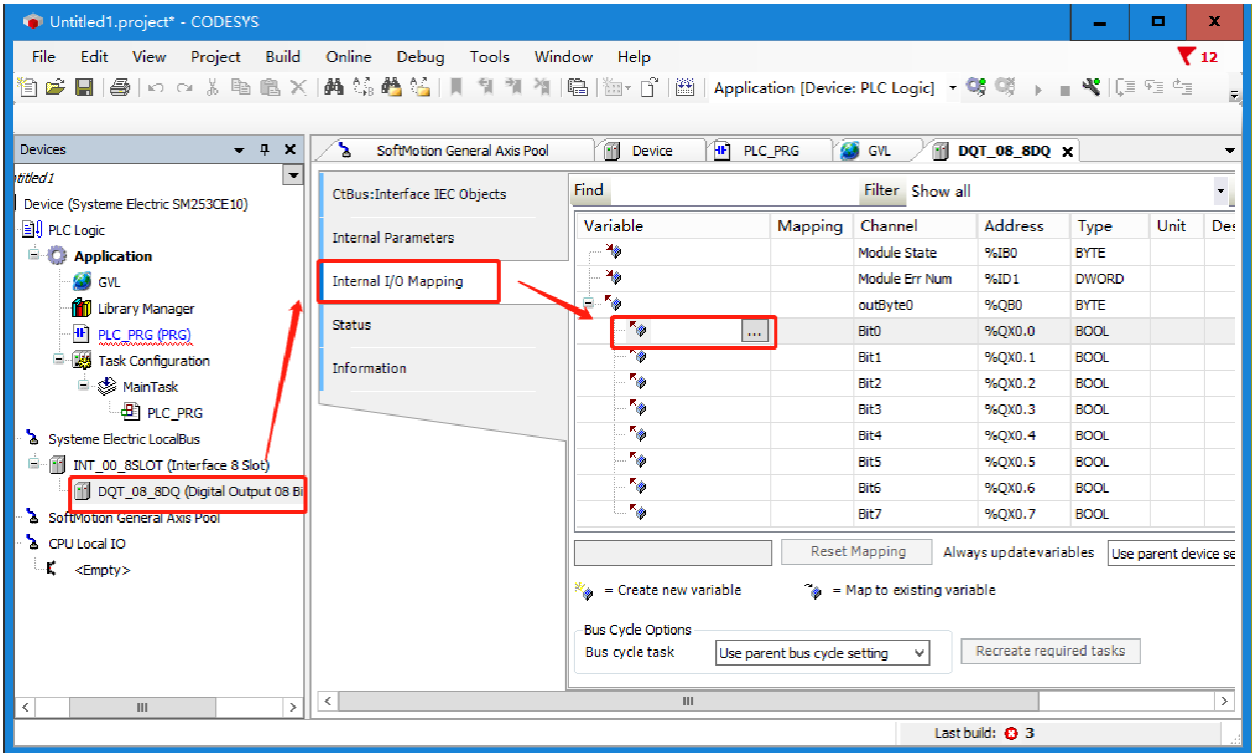 Untitled1.project* - CODESYS
File Edit View Project Build Online Debug Tools Window Help
12
Application [Device: PLC Logic]
Devices
SoftMotion General Axis Pool
Device
PLC_PRG
GVL
DQT_08_8DQ
Device (Systeme Electric SM253CE10)
PLC Logic
Application
GVL
Library Manager
PLC_PRG (PRG)
Task Configuration
MainTask
PLC_PRG
Systeme Electric LocalBus
INT_00_8SLOT (Interface 8 Slot)
DQT_08_8DQ (Digital Output 08 Bi
SoftMotion General Axis Pool
CPU Local IO
<Empty>
CtBus:Interface IEC Objects
Internal Parameters
Internal I/O Mapping
Status
Information
Find Filter Show all
Variable Mapping Channel Address Type Unit Des
Module State %IB0 BYTE
Module Err Num %ID1 DWORD
outByte0 %QB0 BYTE
... Bit0 %QX0.0 BOOL
Bit1 %QX0.1 BOOL
Bit2 %QX0.2 BOOL
Bit3 %QX0.3 BOOL
Bit4 %QX0.4 BOOL
Bit5 %QX0.5 BOOL
Bit6 %QX0.6 BOOL
Bit7 %QX0.7 BOOL
Reset Mapping Always update variables Use parent device se
= Create new variable = Map to existing variable
Bus Cycle Options
Bus cycle task Use parent bus cycle setting Recreate required tasks
Last build: 3